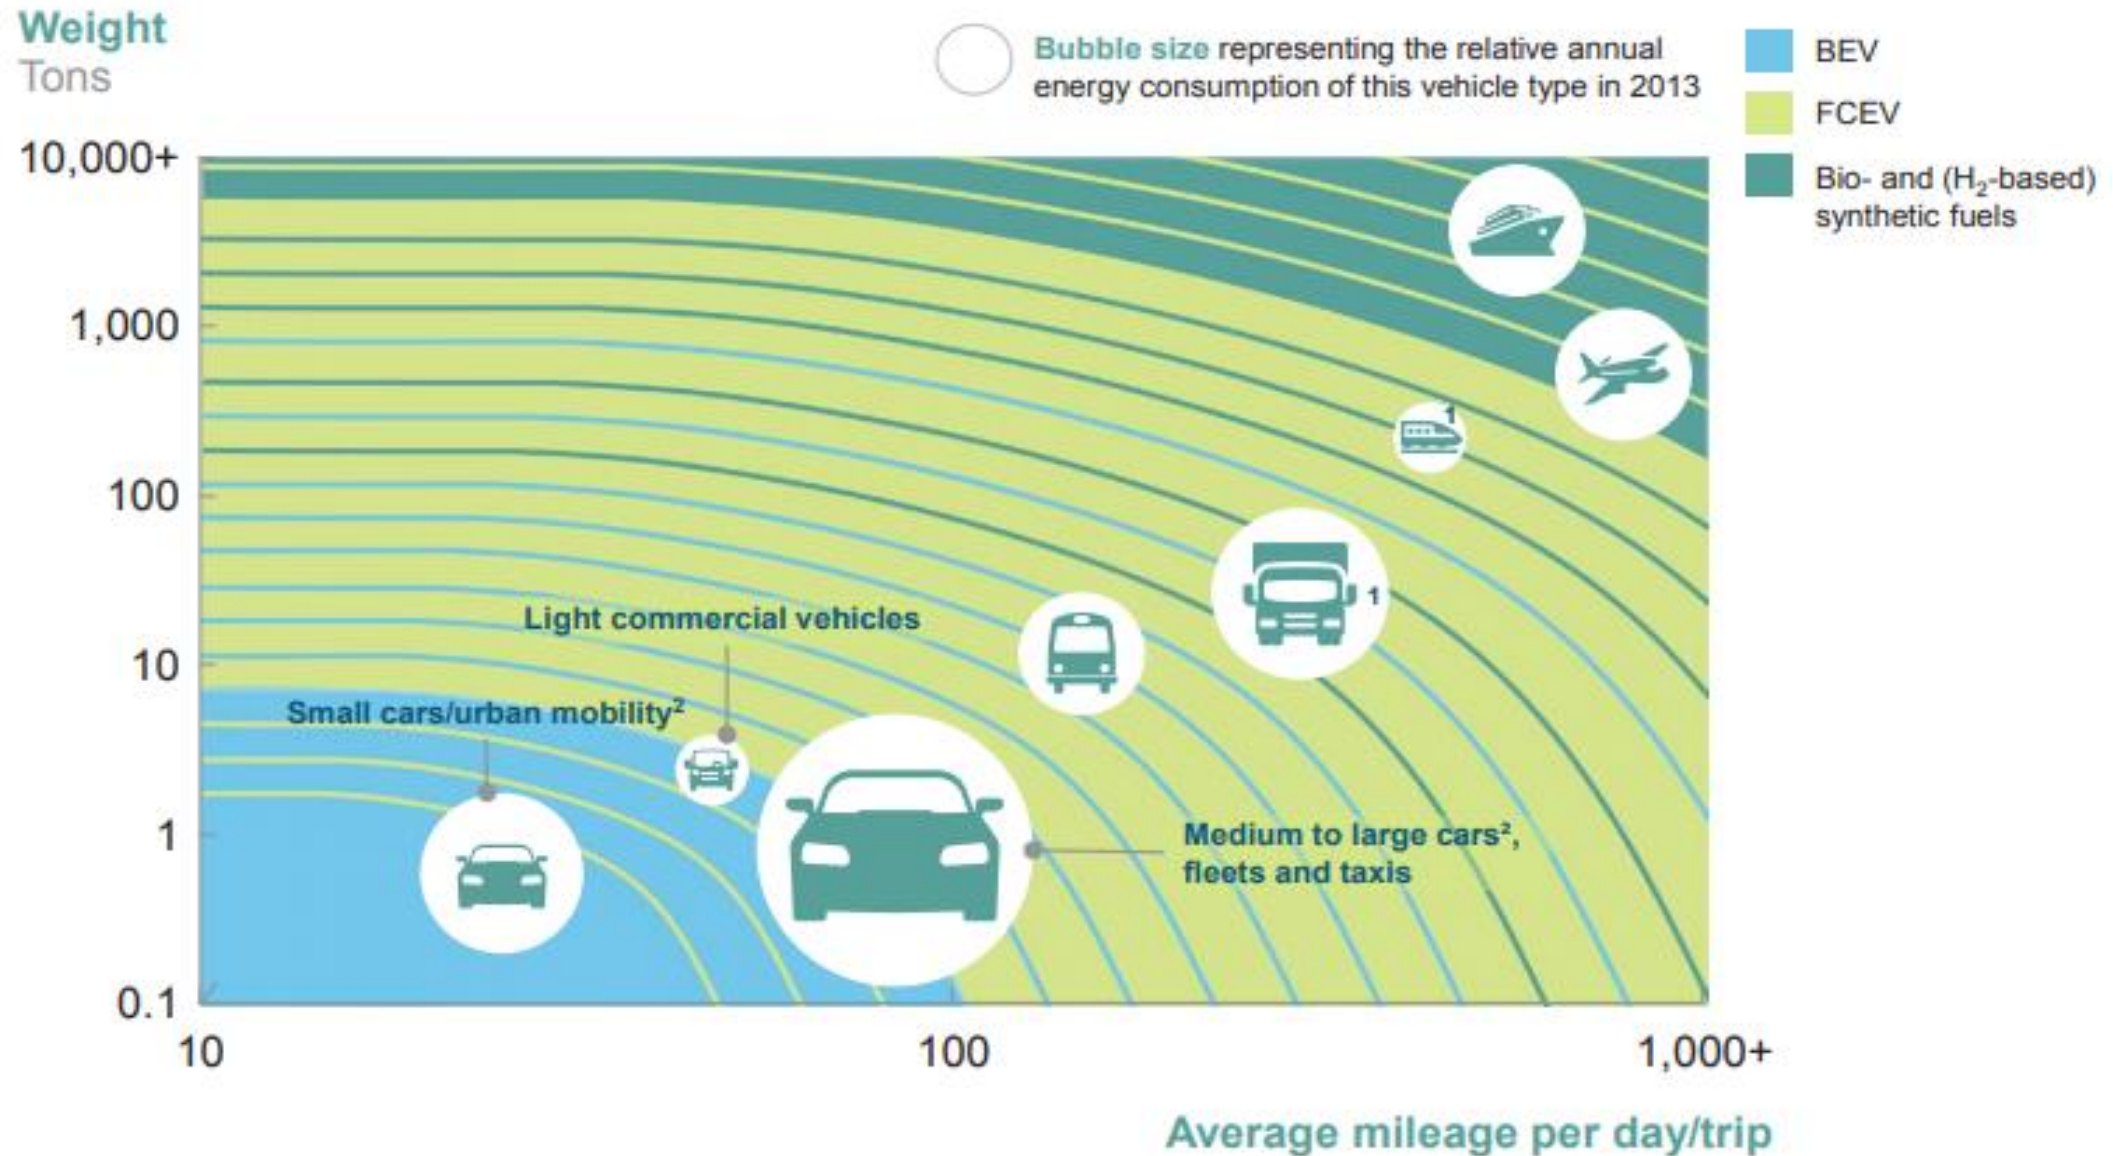 Weight
Tons
Bubble size representing the relative annual
energy consumption of this vehicle type in 2013
BEV
FCEV
Bio- and (H₂-based)
synthetic fuels
10,000+
1,000
100
10
1
0.1
1
1
Light commercial vehicles
Small cars/urban mobility²
Medium to large cars²,
fleets and taxis
10
100
1,000+
Average mileage per day/trip